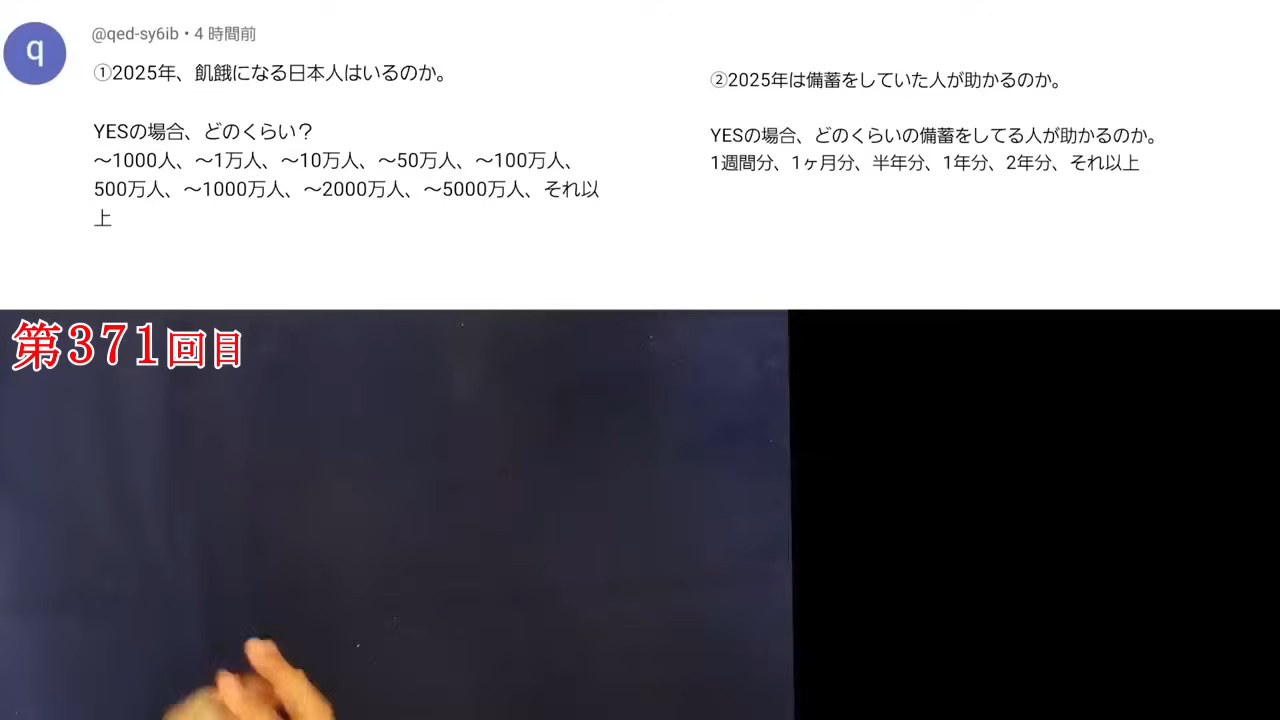 q
@qed-sy6ib・4 時間前
①2025年、飢餓になる日本人はいるのか。
YESの場合、どのくらい？
～1000人、～1万人、～10万人、～50万人、～100万人、
500万人、～1000万人、～2000万人、～5000万人、それ以
上
②2025年は備蓄をしていた人が助かるのか。
YESの場合、どのくらいの備蓄をしてる人が助かるのか。
1週間分、1ヶ月分、半年分、1年分、2年分、それ以上
第371回目